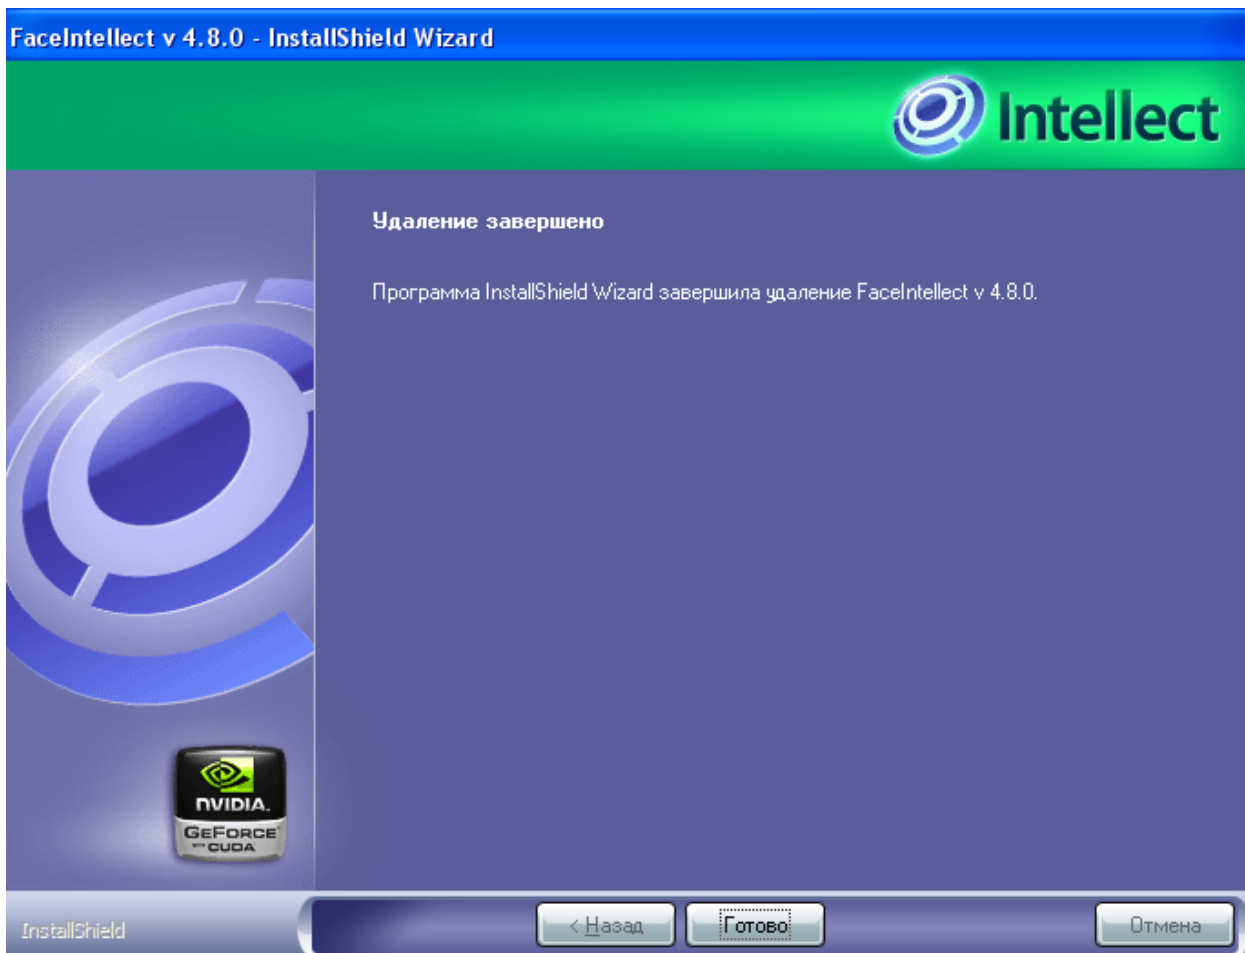 FaceIntellect v 4.8.0 - InstallShield Wizard
Intellect
Удаление завершено
Программа InstallShield Wizard завершила удаление FaceIntellect v 4.8.0.
NVIDIA.
GEFORCE
WITH CUDA
InstallShield
< Назад
Готово
Отмена